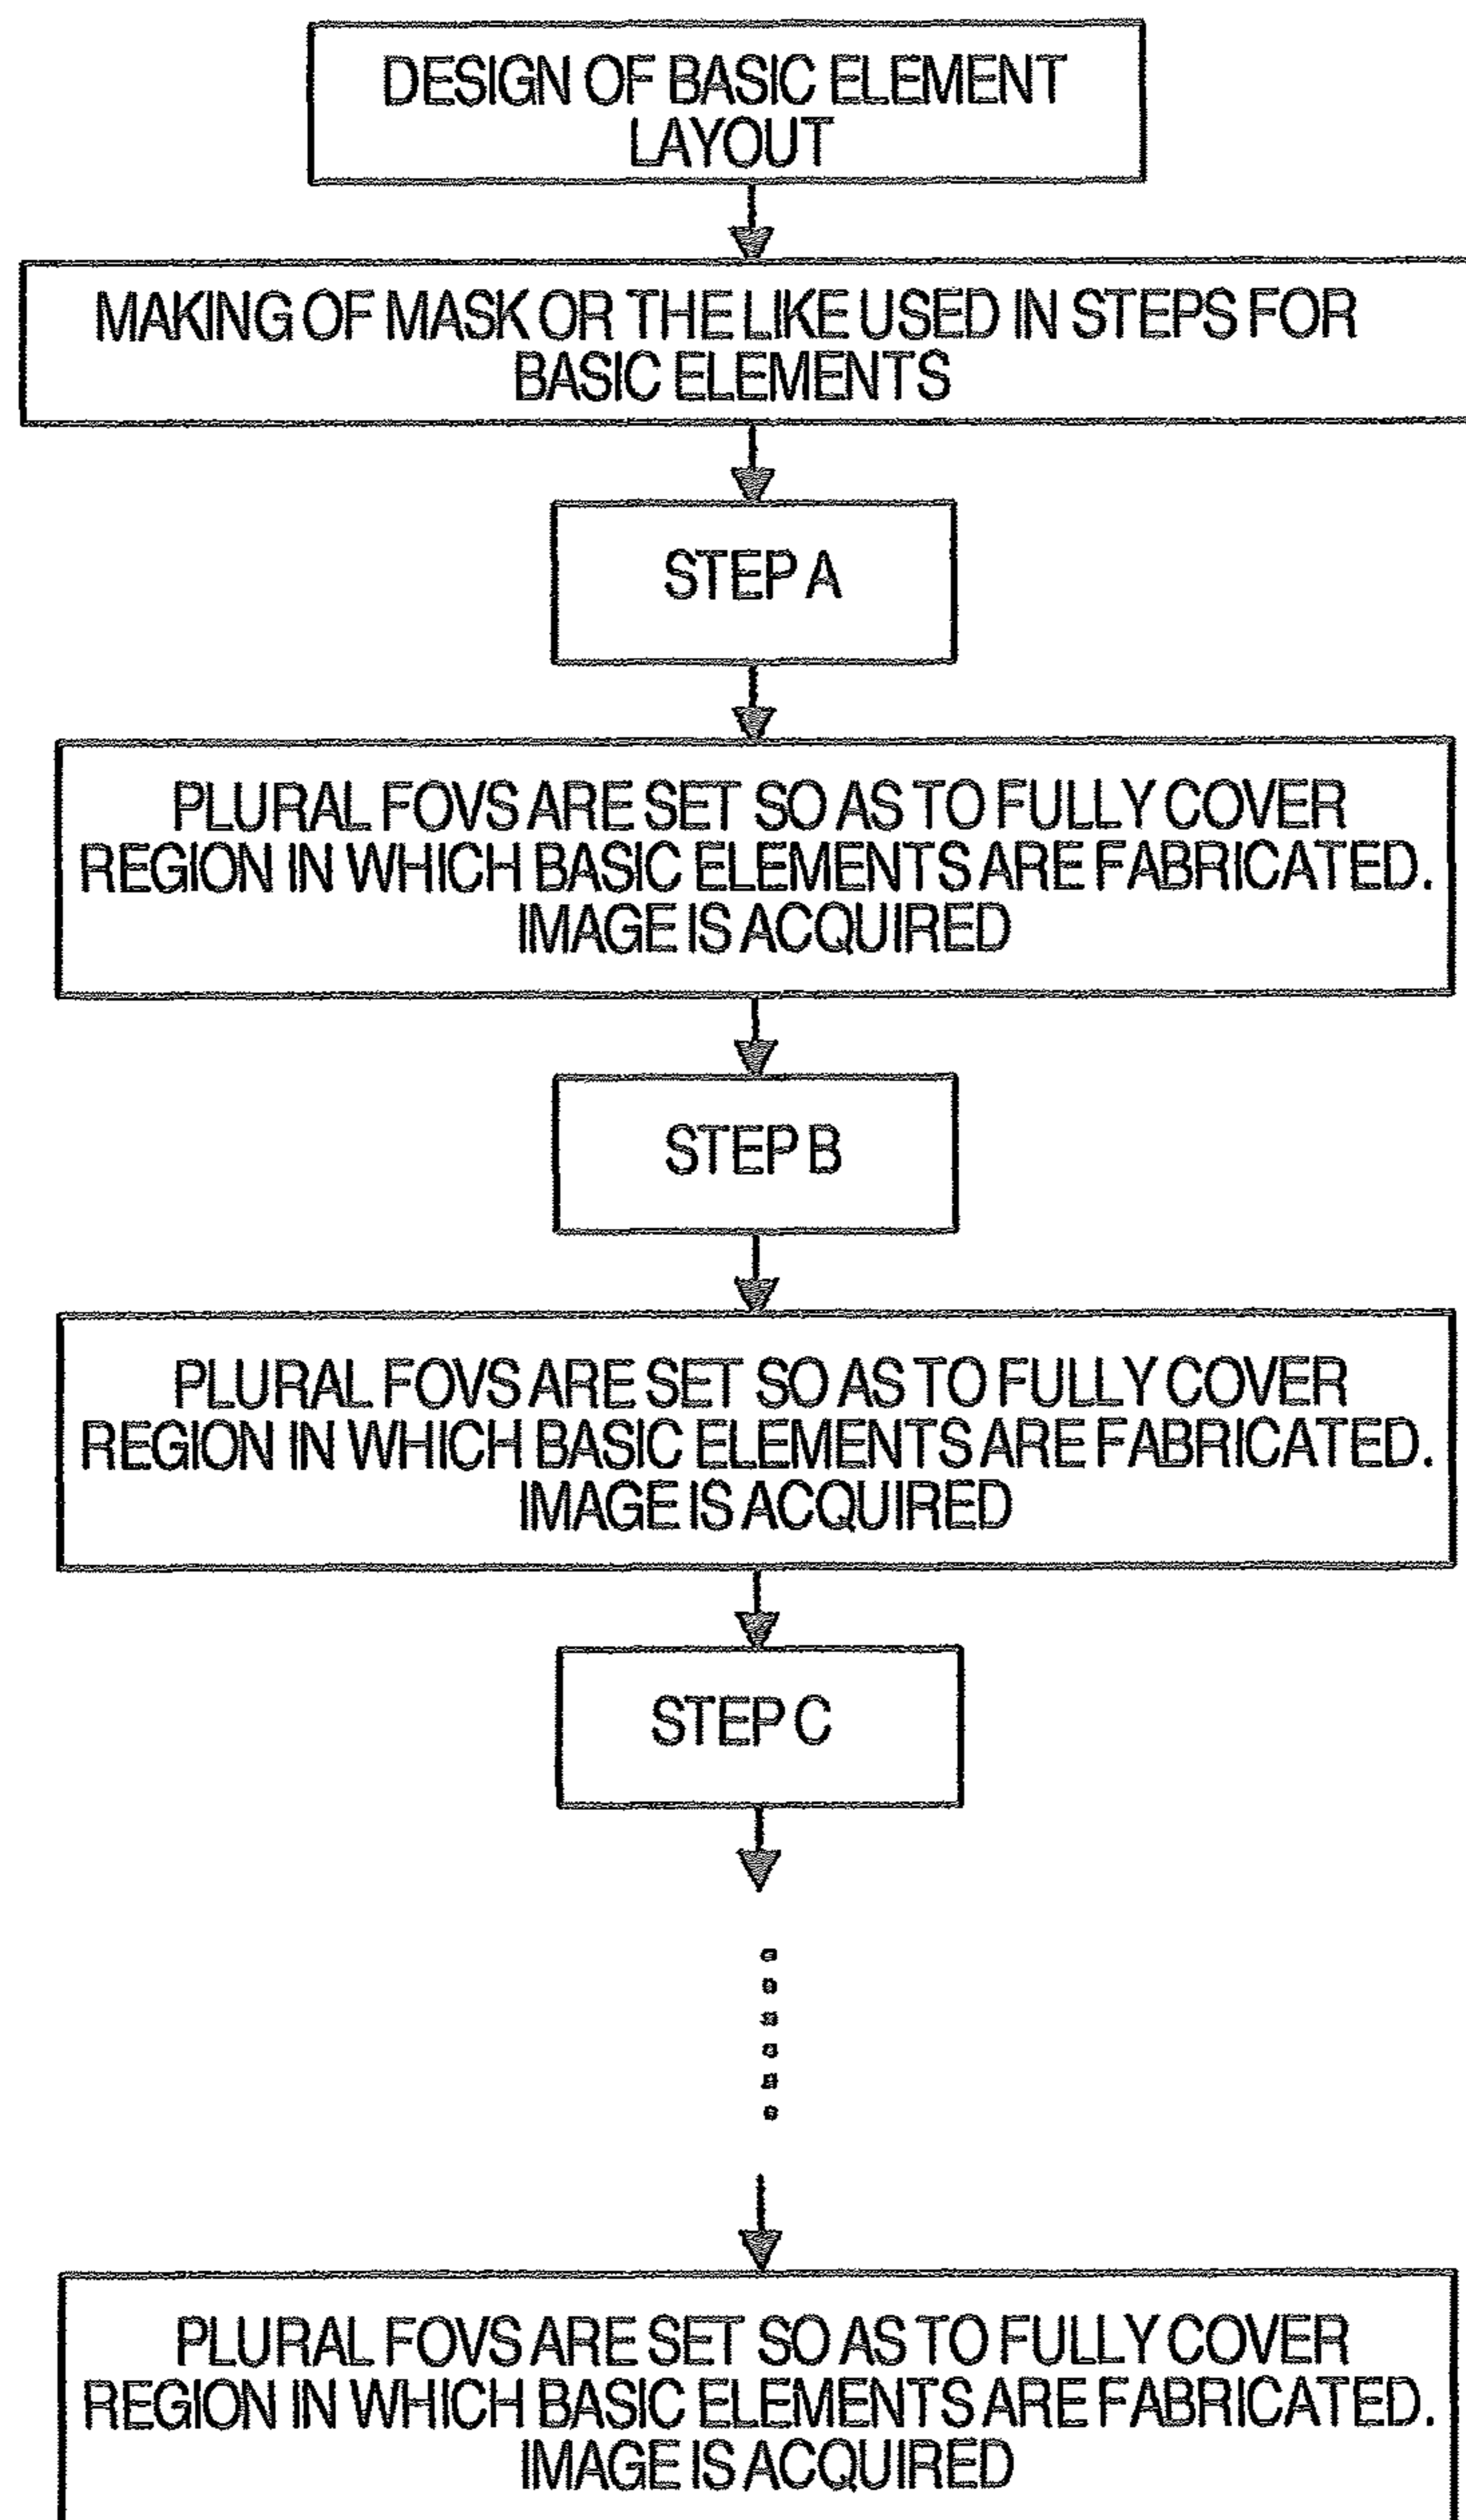 DESIGN OF BASIC ELEMENT
LAYOUT
MAKING OF MASK OR THE LIKE USED IN STEPS FOR
BASIC ELEMENTS
STEP A
PLURAL FOVS ARE SET SO AS TO FULLY COVER
REGION IN WHICH BASIC ELEMENTS ARE FABRICATED.
IMAGE IS ACQUIRED
STEP B
PLURAL FOVS ARE SET SO AS TO FULLY COVER
REGION IN WHICH BASIC ELEMENTS ARE FABRICATED.
IMAGE IS ACQUIRED
STEP C
PLURAL FOVS ARE SET SO AS TO FULLY COVER
REGION IN WHICH BASIC ELEMENTS ARE FABRICATED.
IMAGE IS ACQUIRED